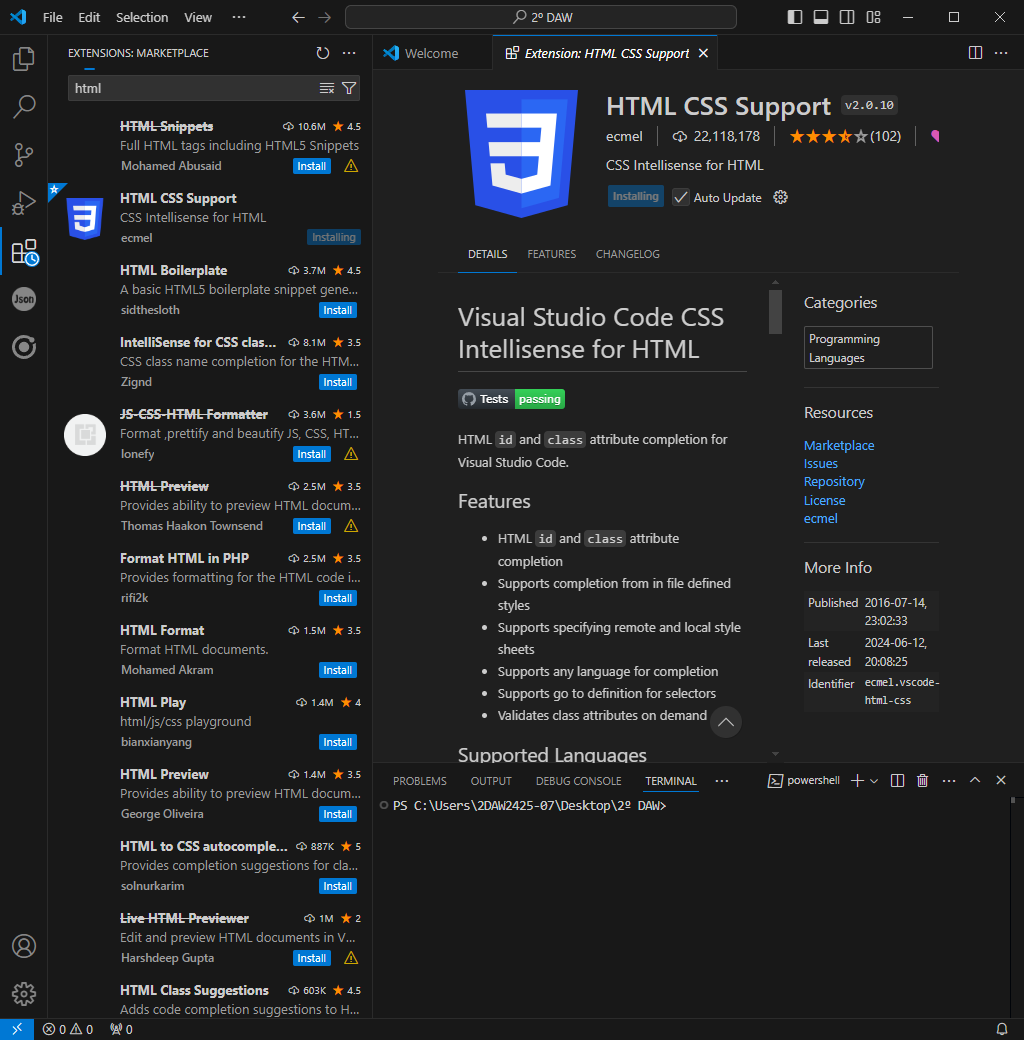 File Edit Selection View ··· 2º DAW
EXTENSIONS: MARKETPLACE
html
HTML Snippets 10.6M 4.5
Full HTML tags including HTML5 Snippets
Mohamed Abusaid Install
HTML CSS Support
CSS Intellisense for HTML
ecmel Installing
HTML Boilerplate 3.7M 4.5
A basic HTML5 boilerplate snippet gene...
sidthesloth Install
IntelliSense for CSS clas... 8.1M 3.5
CSS class name completion for the HTM...
Zignd Install
JS-CSS-HTML Formatter 3.6M 1.5
Format ,prettify and beautify JS, CSS, HT...
lonefy Install
HTML Preview 2.5M 3.5
Provides ability to preview HTML docum...
Thomas Haakon Townsend Install
Format HTML in PHP 2.5M 3.5
Provides formatting for the HTML code i...
rifi2k Install
HTML Format 1.5M 3.5
Format HTML documents.
Mohamed Akram Install
HTML Play 1.4M 4
html/js/css playground
bianxianyang Install
HTML Preview 1.4M 3.5
Provides ability to preview HTML docum...
George Oliveira Install
HTML to CSS autocomple... 887K 5
Provides completion suggestions for cla...
solnurkarim Install
Live HTML Previewer 1M 2
Edit and preview HTML documents in V...
Harshdeep Gupta Install
HTML Class Suggestions 603K 4.5
Adds code completion suggestions to H...
Json
Welcome Extension: HTML CSS Support
HTML CSS Support v2.0.10
ecmel 22,118,178 (102)
CSS Intellisense for HTML
Installing Auto Update
DETAILS FEATURES CHANGELOG
Visual Studio Code CSS
Intellisense for HTML
Tests passing
HTML id and class attribute completion for
Visual Studio Code.
Features
• HTML id and class attribute
completion
• Supports completion from in file defined
styles
• Supports specifying remote and local style
sheets
• Supports any language for completion
• Supports go to definition for selectors
• Validates class attributes on demand
Supported Languages
Categories
Programming
Languages
Resources
Marketplace
Issues
Repository
License
ecmel
More Info
Published 2016-07-14,
23:02:33
Last 2024-06-12,
released 20:08:25
Identifier ecmel.vscode-
html-css
PROBLEMS OUTPUT DEBUG CONSOLE TERMINAL ··· powershell
PS C:\Users\2DAW2425-07\Desktop\2º DAW>
0 0 0